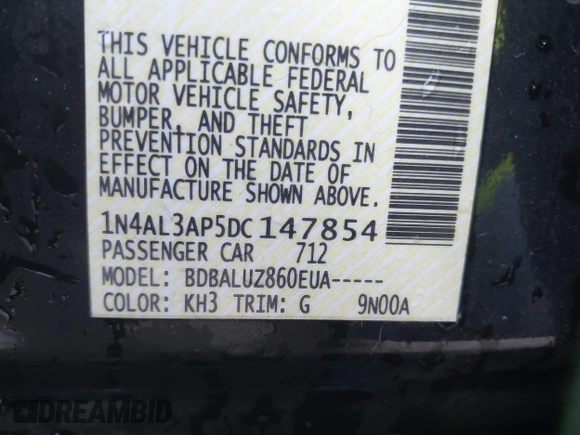 THIS VEHICLE CONFORMS TO
ALL APPLICABLE FEDERAL
MOTOR VEHICLE SAFETY,
BUMPER, AND THEFT
PREVENTION STANDARDS IN
EFFECT ON THE DATE OF
MANUFACTURE SHOWN ABOVE.
1N4AL3AP5DC147854
PASSENGER CAR 712
MODEL: BDBALUZ860EUA-----
COLOR: KH3 TRIM: G 9N00A
DREAMBID